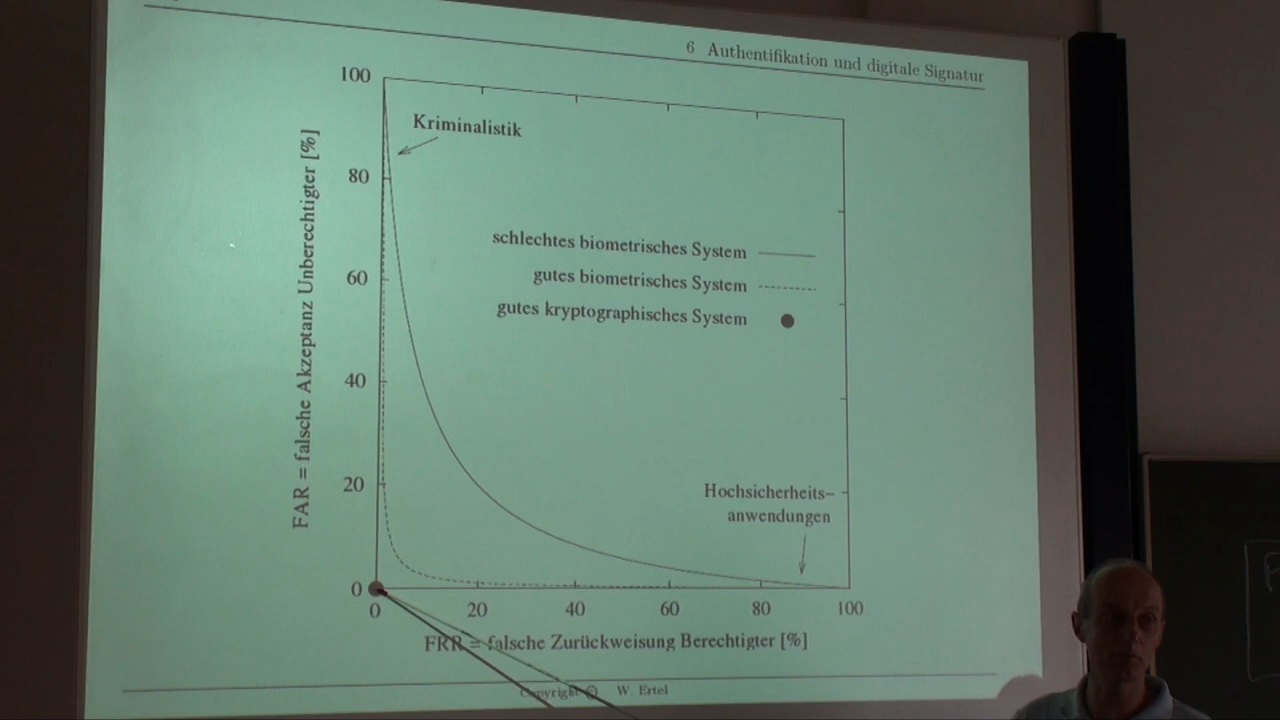 6 Authentifikation und digitale Signatur
100
80
60
40
20
0
FAR = falsche Akzeptanz Unberechtigter [%]
Kriminalistik
schlechtes biometrisches System
gutes biometrisches System
gutes kryptographisches System
Hochsicherheits-
anwendungen
0 20 40 60 80 100
FRR = falsche Zurückweisung Berechtigter [%]
Copyright © W. Ertel